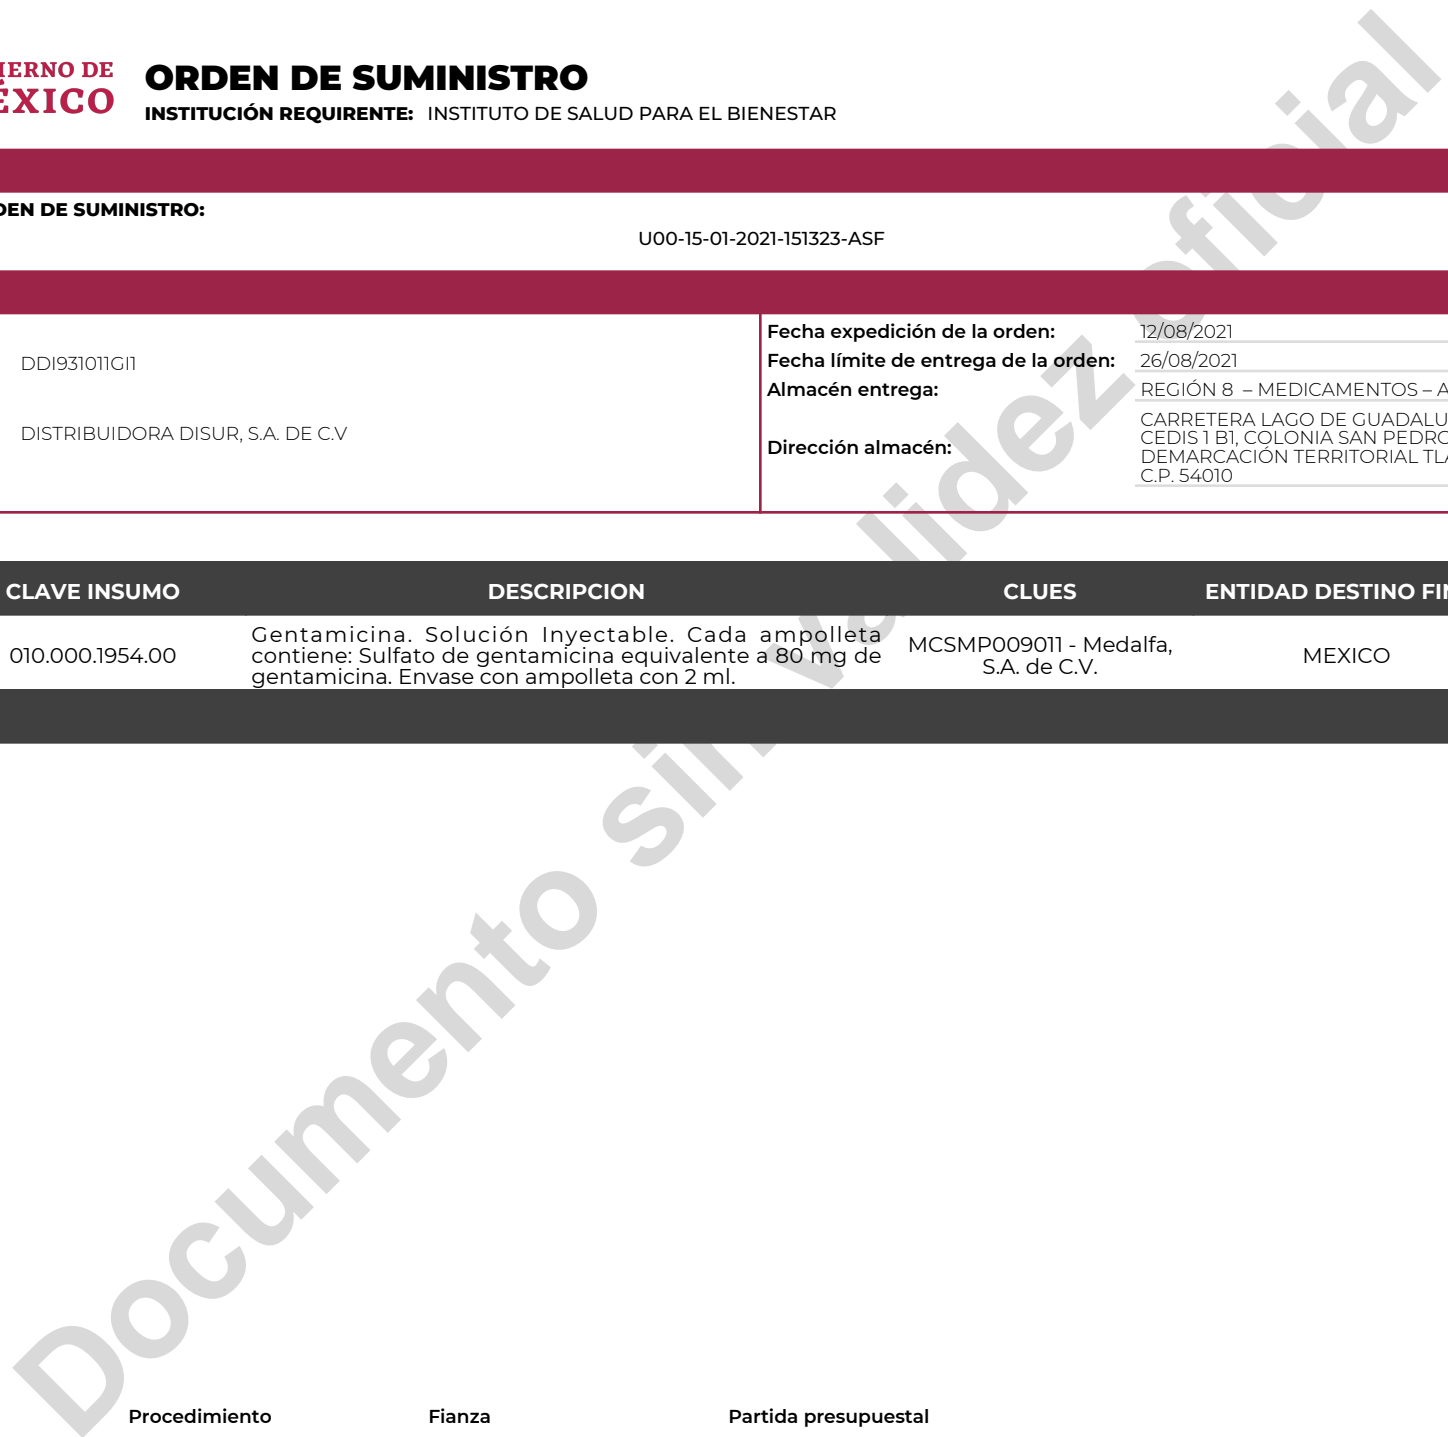 IERNO DE
ÉXICO
ORDEN DE SUMINISTRO
INSTITUCIÓN REQUIRENTE: INSTITUTO DE SALUD PARA EL BIENESTAR
DEN DE SUMINISTRO:
U00-15-01-2021-151323-ASF
DDI931011GI1
DISTRIBUIDORA DISUR, S.A. DE C.V
Fecha expedición de la orden: 12/08/2021
Fecha límite de entrega de la orden: 26/08/2021
Almacén entrega: REGIÓN 8 – MEDICAMENTOS – A
Dirección almacén: CARRETERA LAGO DE GUADALU
CEDIS 1 B1, COLONIA SAN PEDRO
DEMARCACIÓN TERRITORIAL TLA
C.P. 54010
CLAVE INSUMO DESCRIPCION CLUES ENTIDAD DESTINO FIN
010.000.1954.00
Gentamicina. Solución Inyectable. Cada ampolleta
contiene: Sulfato de gentamicina equivalente a 80 mg de
gentamicina. Envase con ampolleta con 2 ml.
MCSMP009011 - Medalfa,
S.A. de C.V.
MEXICO
Documento sin validez oficial
Procedimiento Fianza Partida presupuestal